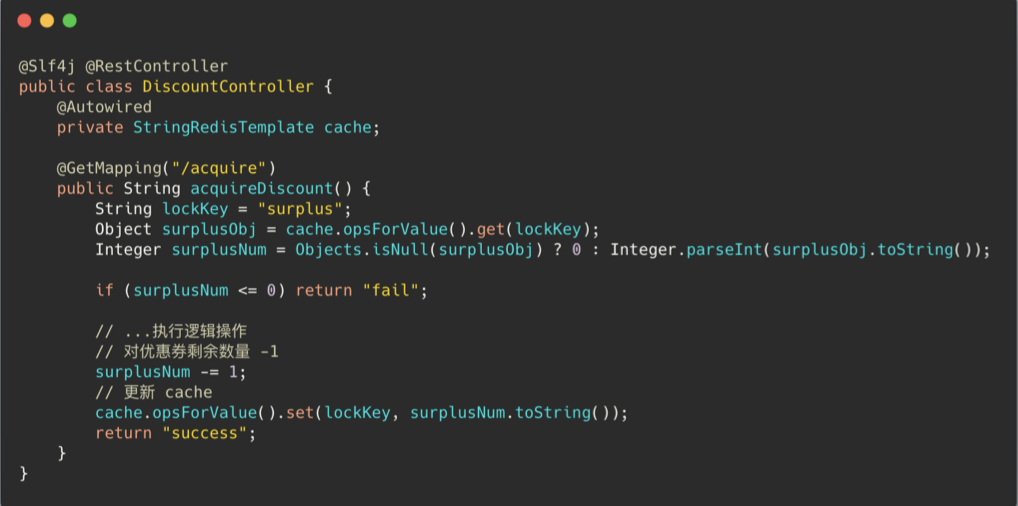 @Slf4j @RestController
public class DiscountController {
    @Autowired
    private StringRedisTemplate cache;

    @GetMapping("/acquire")
    public String acquireDiscount() {
        String lockKey = "surplus";
        Object surplusObj = cache.opsForValue().get(lockKey);
        Integer surplusNum = Objects.isNull(surplusObj) ? 0 : Integer.parseInt(surplusObj.toString());

        if (surplusNum <= 0) return "fail";

        // ...执行逻辑操作
        // 对优惠券剩余数量 -1
        surplusNum -= 1;
        // 更新 cache
        cache.opsForValue().set(lockKey, surplusNum.toString());
        return "success";
    }
}